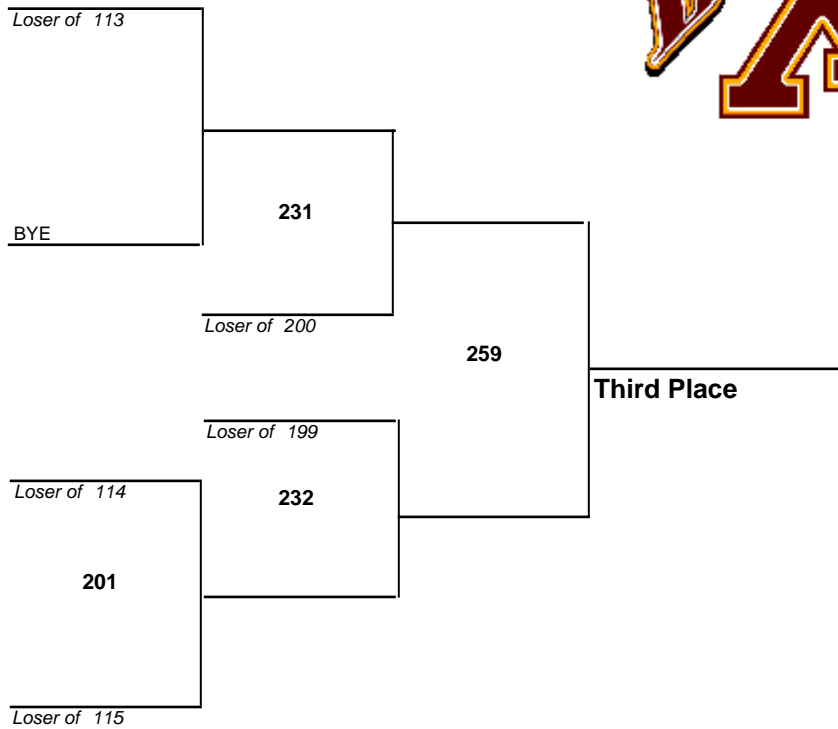 Loser of 113
231
BYE
Loser of 200
259
Third Place
Loser of 199
Loser of 114
232
201
Loser of 115